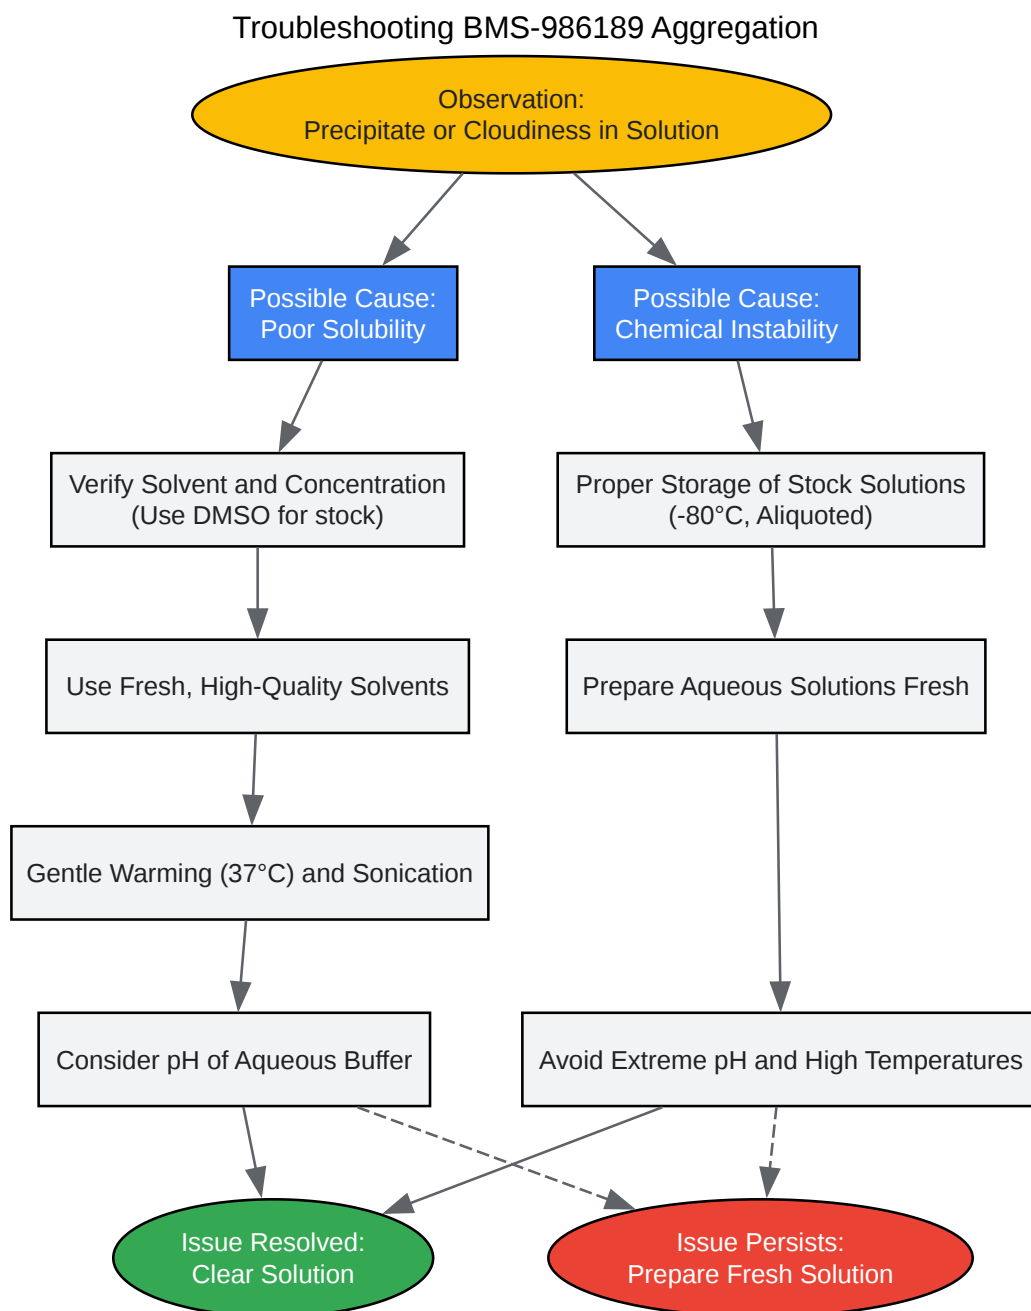 Troubleshooting BMS-986189 Aggregation
Observation:
Precipitate or Cloudiness in Solution
Possible Cause:
Poor Solubility
Possible Cause:
Chemical Instability
Verify Solvent and Concentration
(Use DMSO for stock)
Proper Storage of Stock Solutions
(-80°C, Aliquoted)
Use Fresh, High-Quality Solvents
Prepare Aqueous Solutions Fresh
Gentle Warming (37°C) and Sonication
Consider pH of Aqueous Buffer
Avoid Extreme pH and High Temperatures
Issue Resolved:
Clear Solution
Issue Persists:
Prepare Fresh Solution